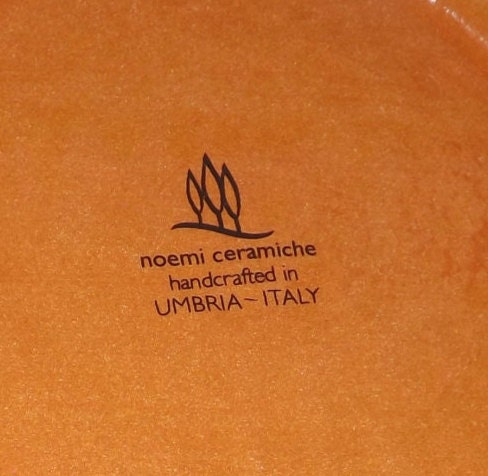 noemi ceramiche
handcrafted in
UMBRIA~ITALY